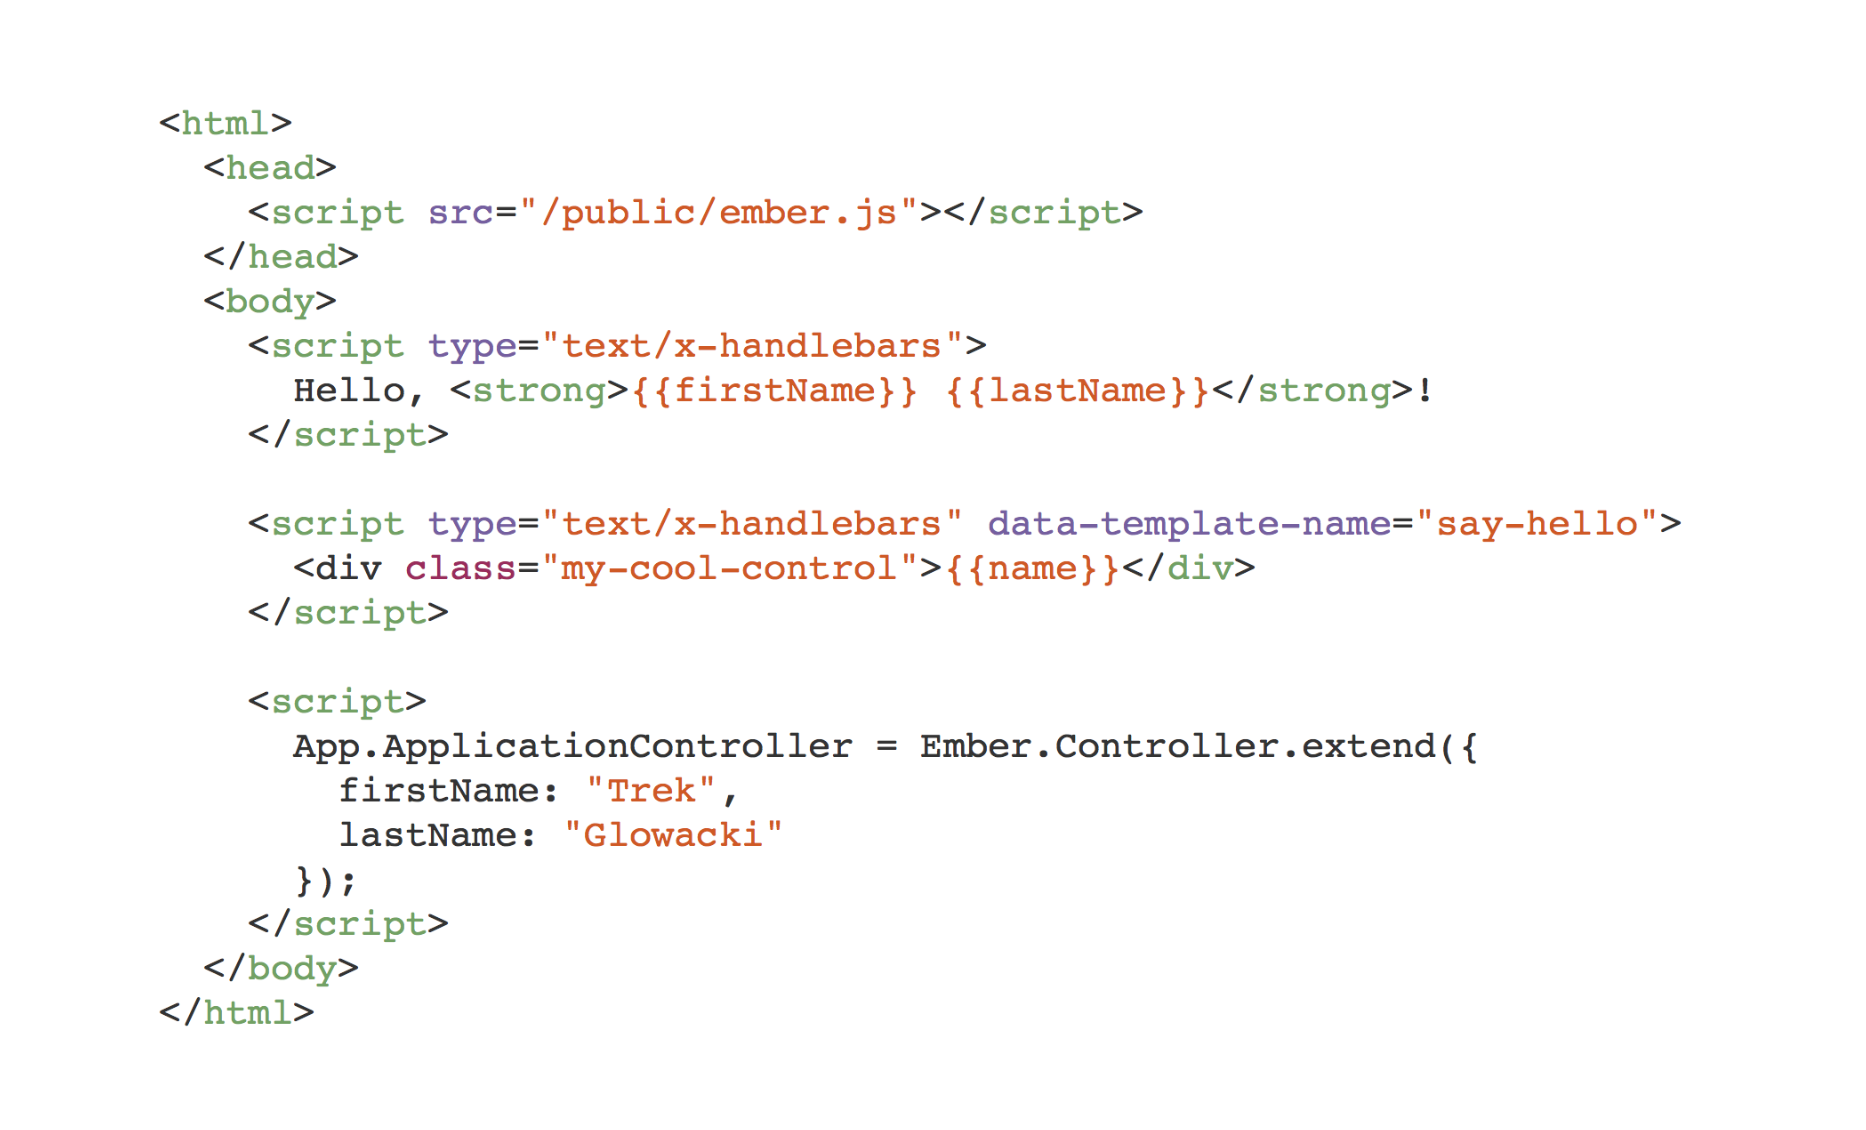 <html>
  <head>
    <script src="/public/ember.js"></script>
  </head>
  <body>
    <script type="text/x-handlebars">
      Hello, <strong>{{firstName}} {{lastName}}</strong>!
    </script>

    <script type="text/x-handlebars" data-template-name="say-hello">
      <div class="my-cool-control">{{name}}</div>
    </script>

    <script>
      App.ApplicationController = Ember.Controller.extend({
        firstName: "Trek",
        lastName: "Glowacki"
      });
    </script>
  </body>
</html>